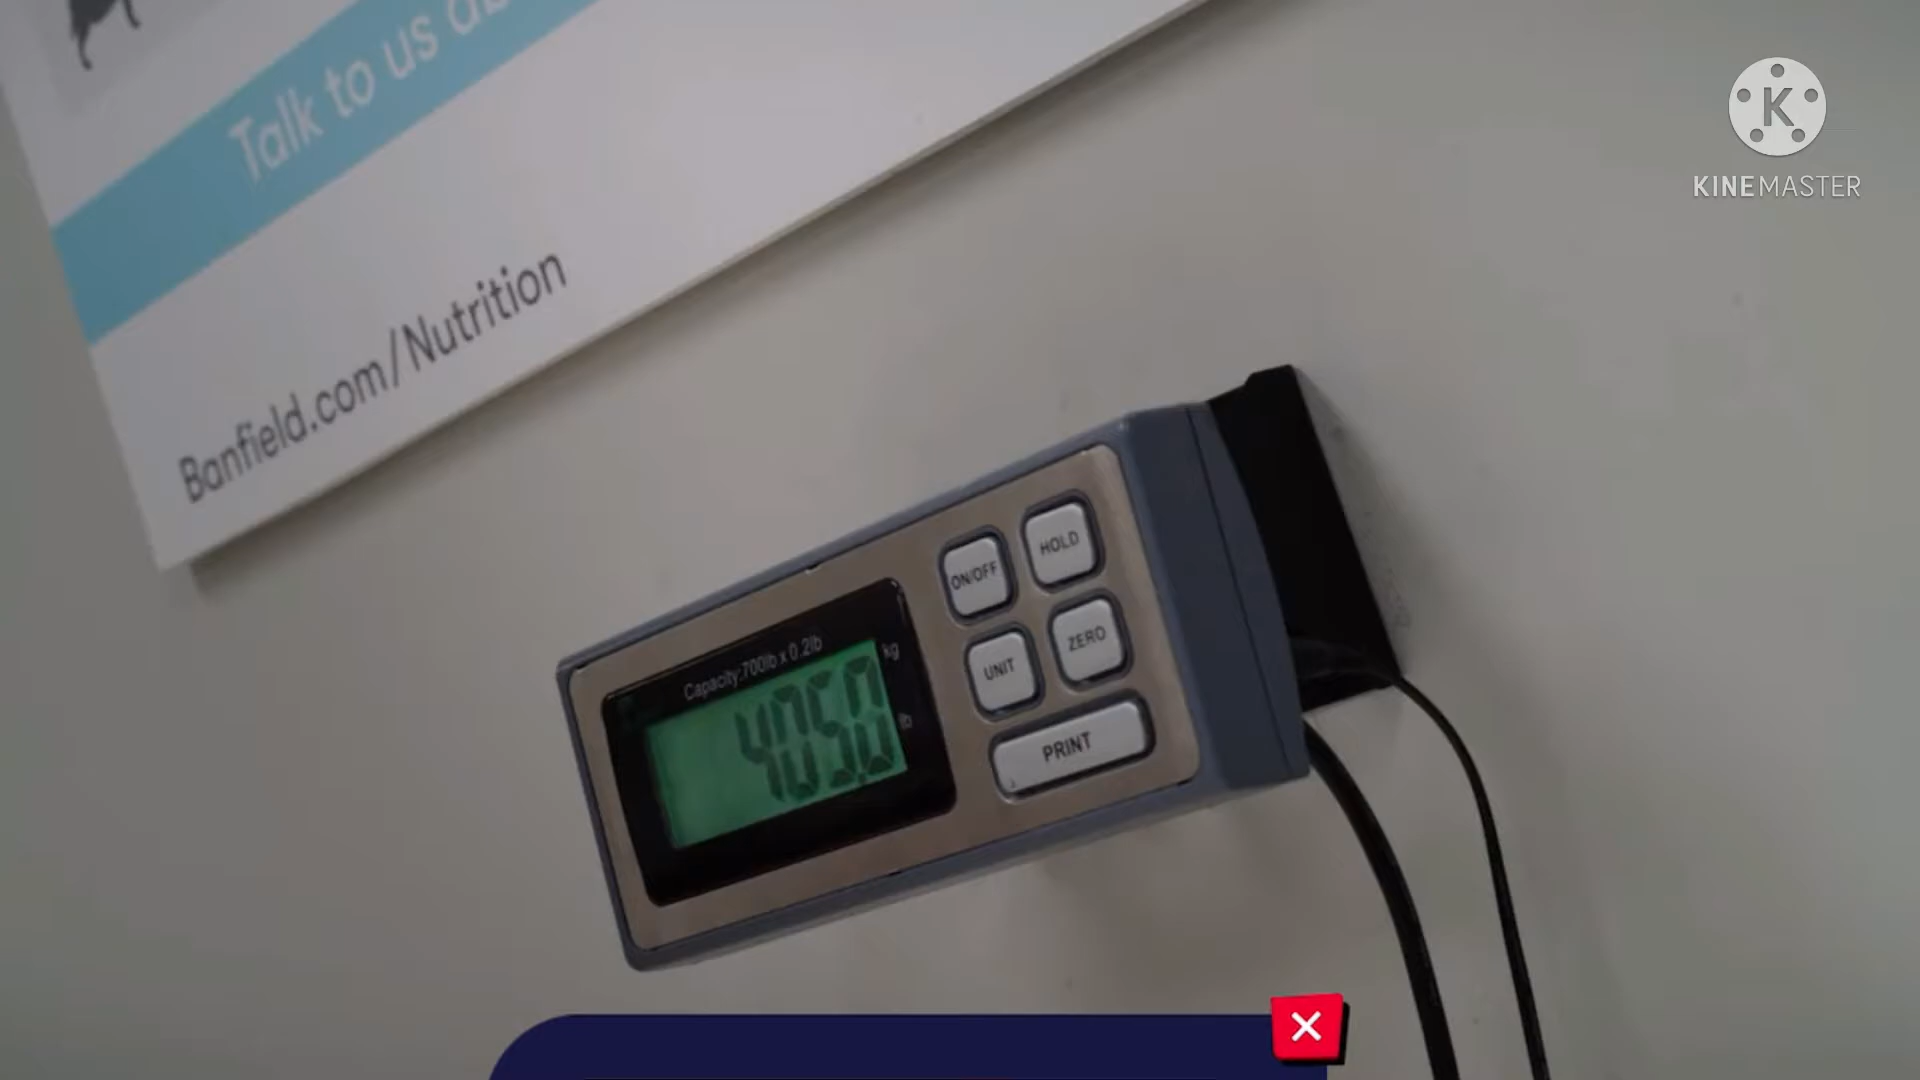 Talk to us
Banfield.com/Nutrition
K
KINEMASTER
Capacity:700lb x 0.2lb
405.0
kg
lb
ON/OFF
HOLD
UNIT
ZERO
PRINT